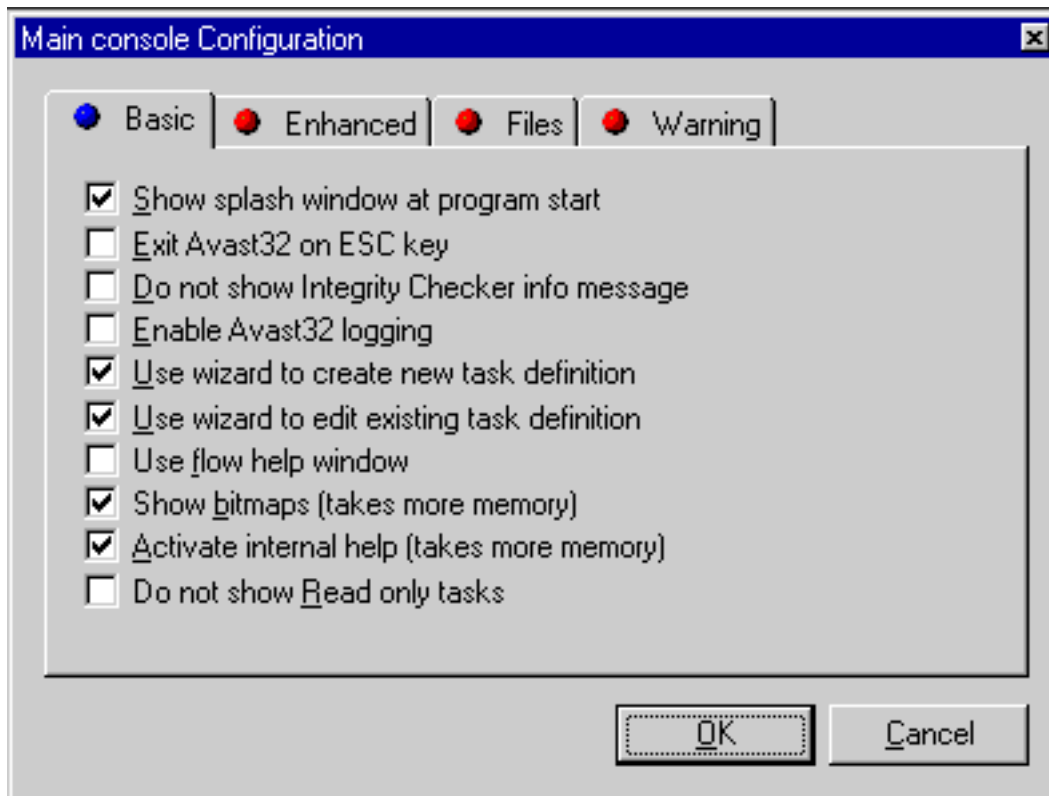 Main console Configuration
Basic Enhanced Files Warning
Show splash window at program start
Exit Avast32 on ESC key
Do not show Integrity Checker info message
Enable Avast32 logging
Use wizard to create new task definition
Use wizard to edit existing task definition
Use flow help window
Show bitmaps (takes more memory)
Activate internal help (takes more memory)
Do not show Read only tasks
OK Cancel